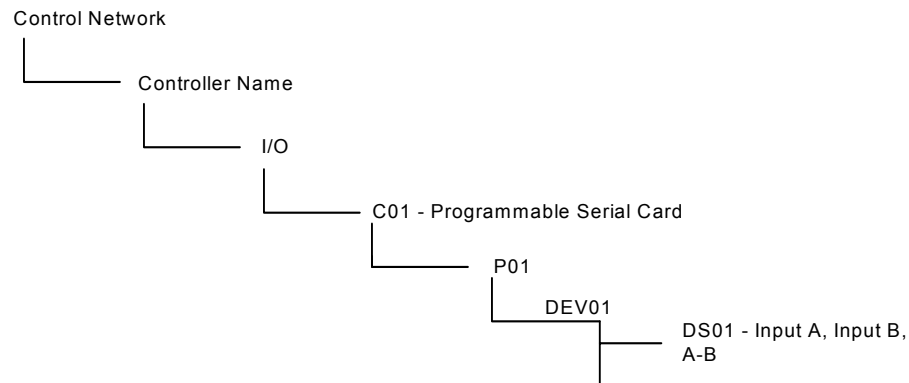 Control Network
Controller Name
I/O
C01 - Programmable Serial Card
P01
DEV01
DS01 - Input A, Input B,
A-B